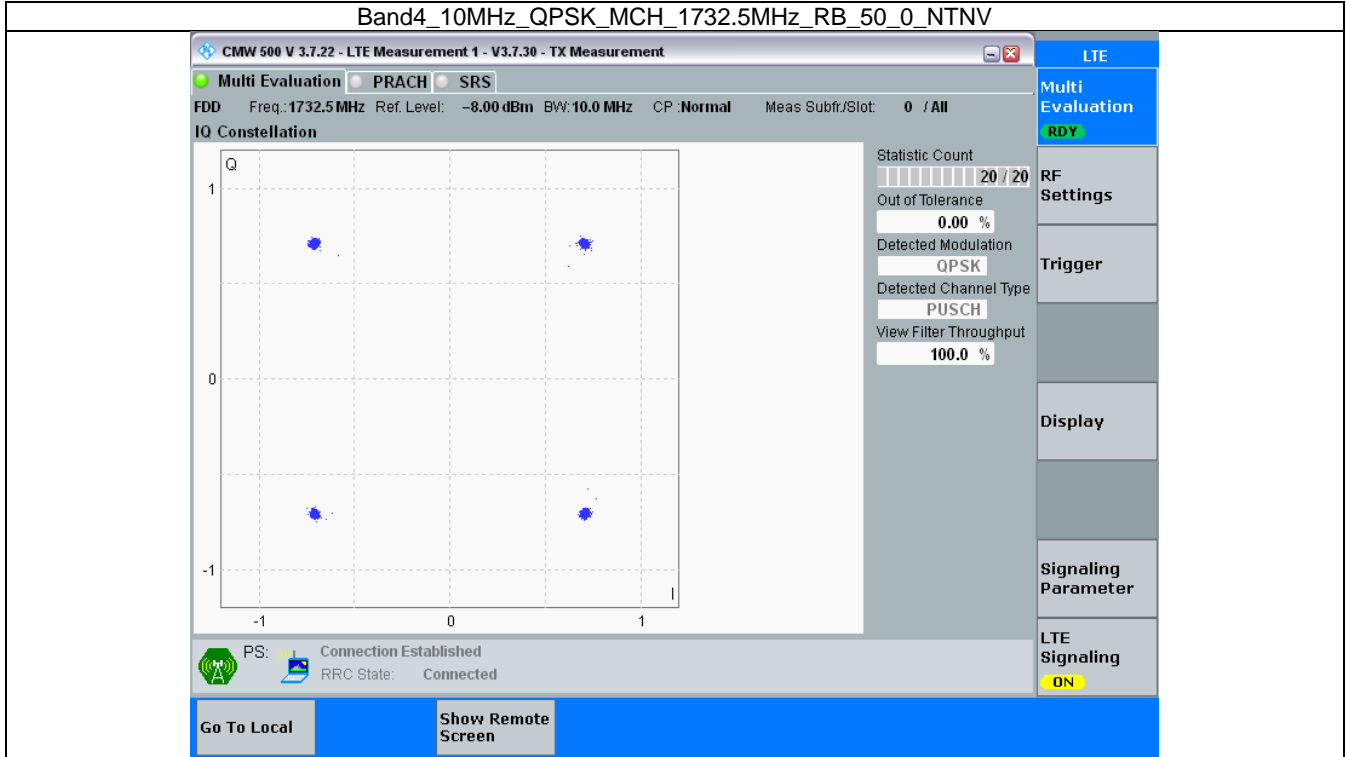 Band4_10MHz_QPSK_MCH_1732.5MHz_RB_50_0_NTNV
CMW 500 V 3.7.22 - LTE Measurement 1 - V3.7.30 - TX Measurement
LTE
Multi Evaluation PRACH SRS
Multi
Evaluation
RDY
FDD Freq.: 1732.5 MHz Ref. Level: -8.00 dBm BW: 10.0 MHz CP :Normal Meas Subfr./Slot: 0 / All
IQ Constellation
Q
1
0
-1
-1 0 1
I
Statistic Count
20 / 20
Out of Tolerance
0.00 %
Detected Modulation
QPSK
Detected Channel Type
PUSCH
View Filter Throughput
100.0 %
RF
Settings
Trigger
Display
Signaling
Parameter
LTE
Signaling
ON
PS: Connection Established
RRC State: Connected
Go To Local
Show Remote
Screen